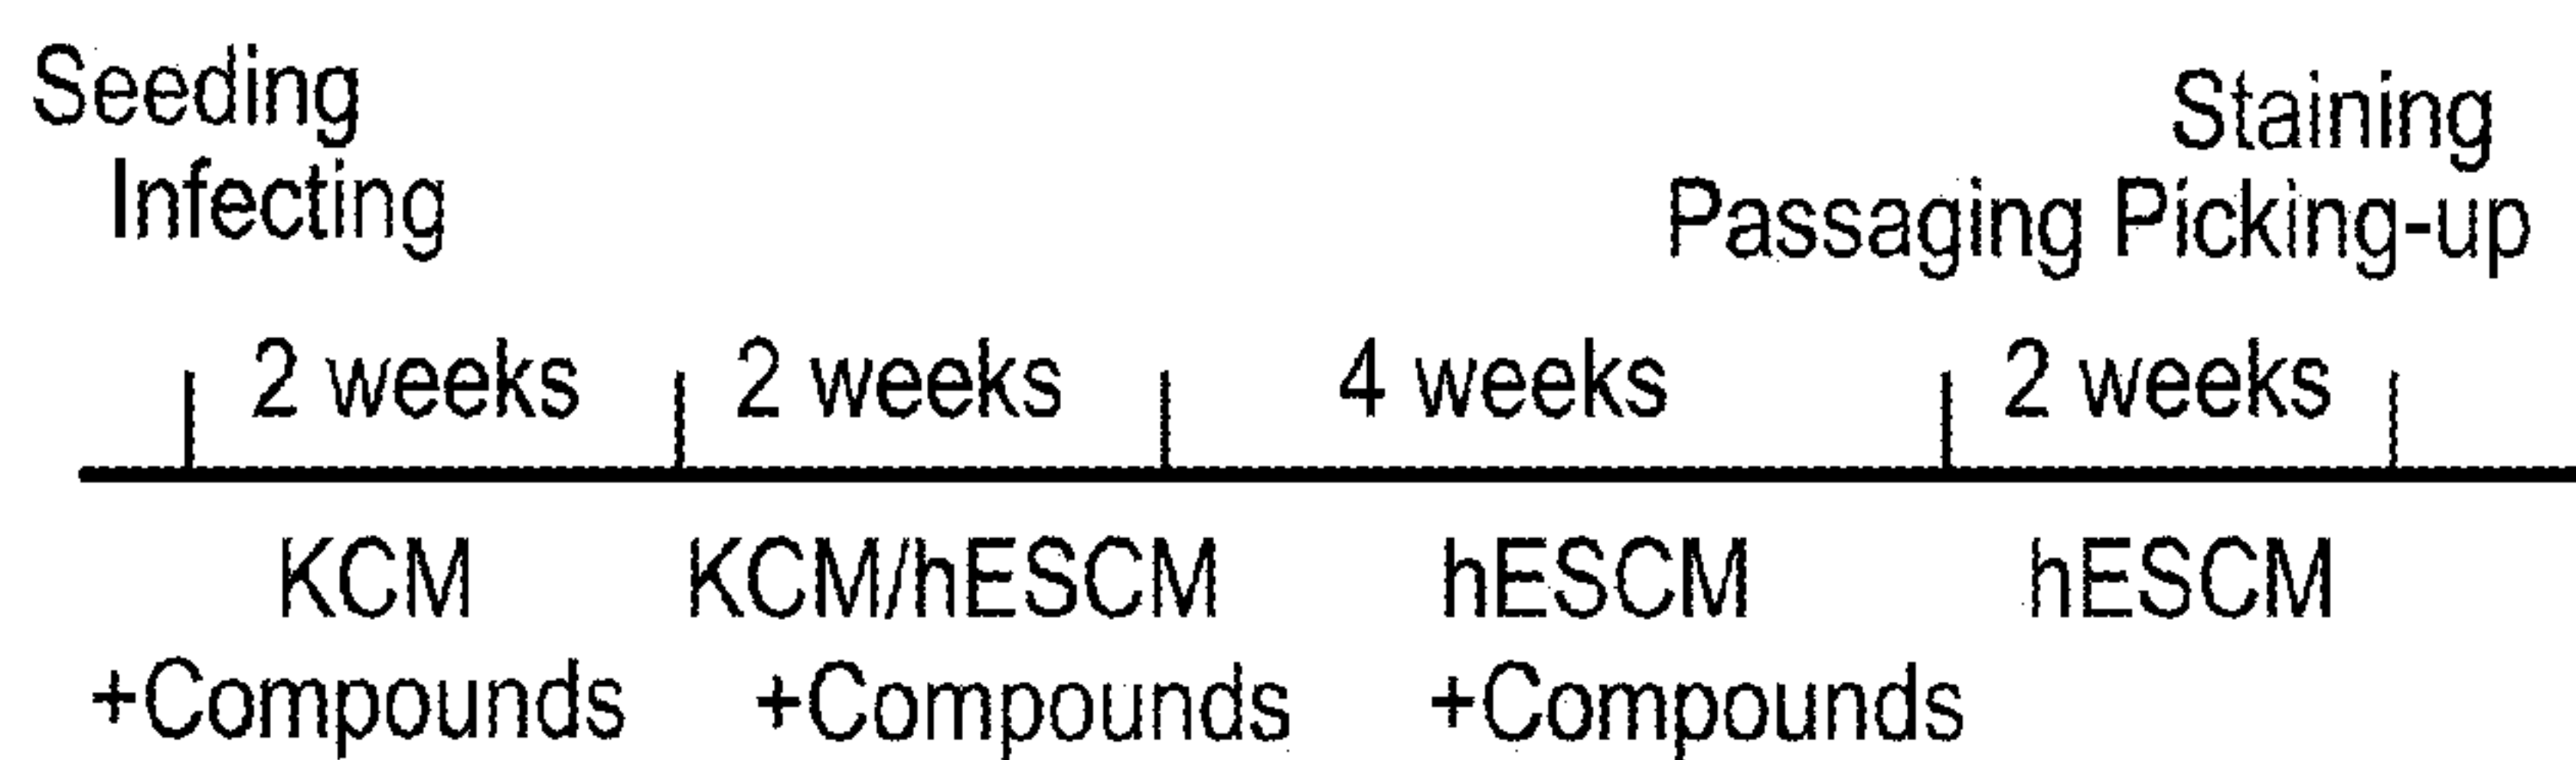 Seeding
Infecting
Staining
Passaging Picking-up
2 weeks 2 weeks 4 weeks 2 weeks
KCM KCM/hESCM hESCM hESCM
+Compounds +Compounds +Compounds